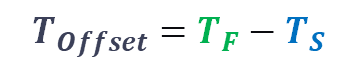 T_Offset = T_F − T_S